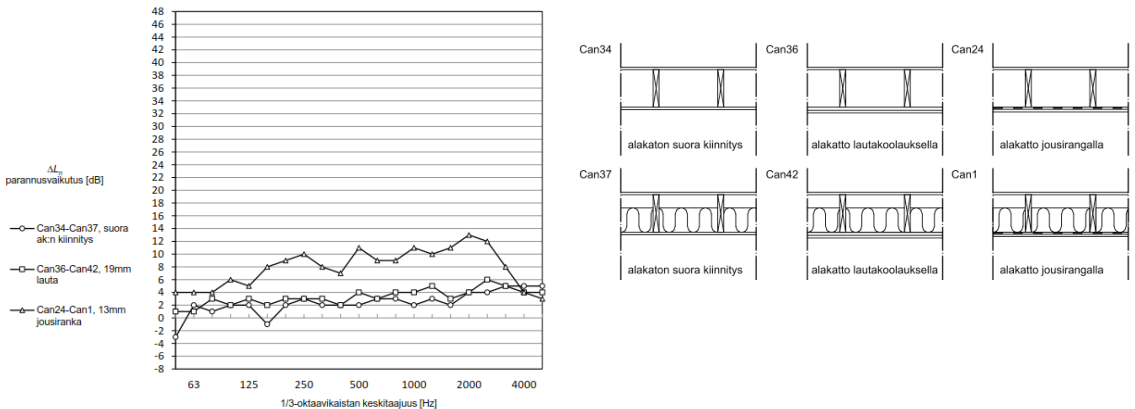 48
46
44
42
40
38
36
34
32
30
28
26
24
22
20
18
16
14
12
10
8
6
4
2
0
-2
-4
-6
-8
ΔLn
parannusvaikutus [dB]
Can34-Can37, suora
ak:n kiinnitys
Can36-Can42, 19mm
lauta
Can24-Can1, 13mm
jousiranka
63 125 250 500 1000 2000 4000
1/3-oktaavikaistan keskitaajuus [Hz]
Can34 Can36 Can24
alakaton suora kiinnitys alakatto lautakoolauksella alakatto jousirangalla
Can37 Can42 Can1
alakaton suora kiinnitys alakatto lautakoolauksella alakatto jousirangalla